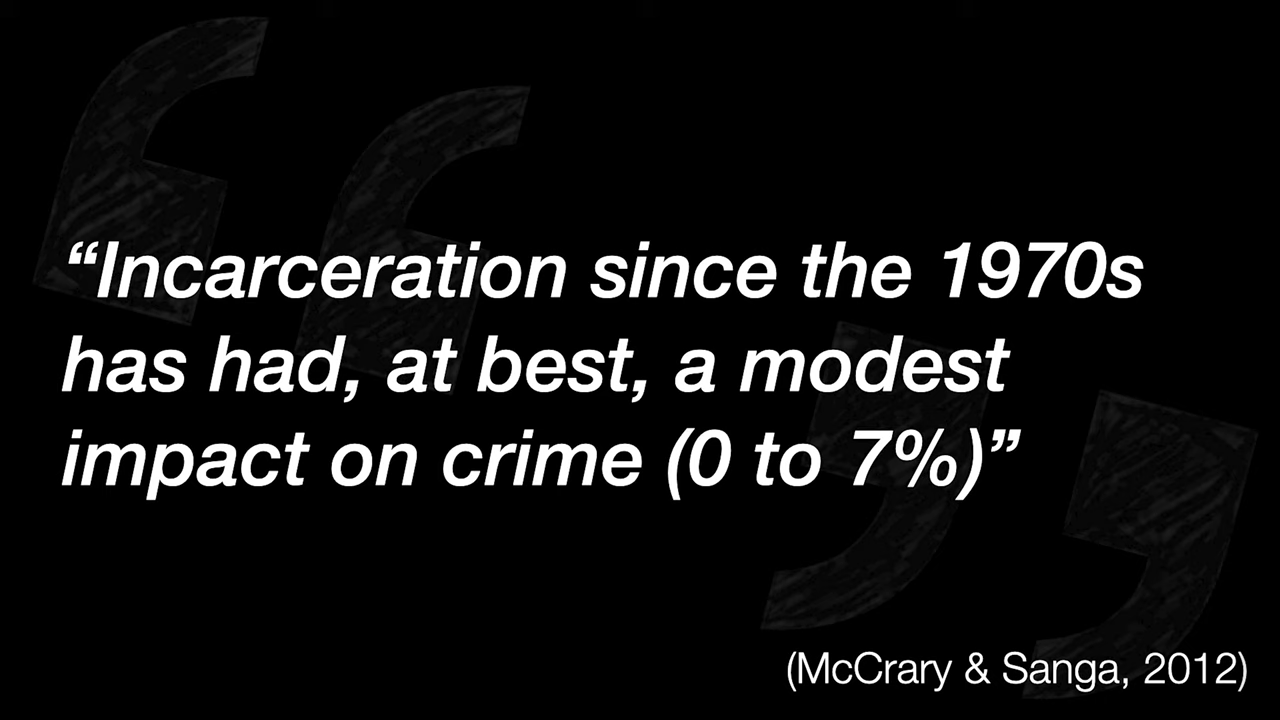 “Incarceration since the 1970s
has had, at best, a modest
impact on crime (0 to 7%)”
(McCrary & Sanga, 2012)